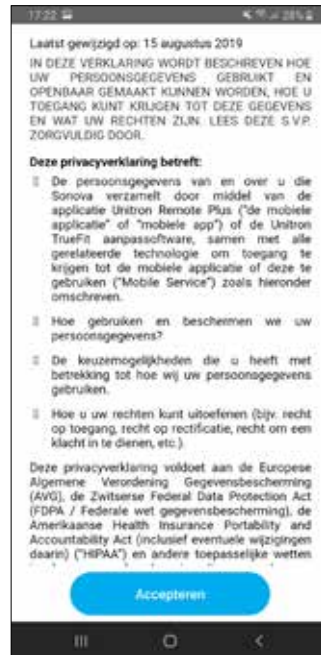 17:22
28%
Laatst gewijzigd op: 15 augustus 2019
IN DEZE VERKLARING WORDT BESCHREVEN HOE
UW PERSOONSGEGEVENS GEBRUIKT EN
OPENBAAR GEMAAKT KUNNEN WORDEN, HOE U
TOEGANG KUNT KRIJGEN TOT DEZE GEGEVENS
EN WAT UW RECHTEN ZIJN. LEES DEZE S.V.P.
ZORGVULDIG DOOR.
Deze privacyverklaring betreft:
De persoonsgegevens van en over u die
Sonova verzamelt door middel van de
applicatie Unitron Remote Plus ("de mobiele
applicatie" of "mobiele app") of de Unitron
TrueFit aanpassoftware, samen met alle
gerelateerde technologie om toegang te
krijgen tot de mobiele applicatie of deze te
gebruiken ("Mobile Service") zoals hieronder
omschreven.
Hoe gebruiken en beschermen we uw
persoonsgegevens?
De keuzemogelijkheden die u heeft met
betrekking tot hoe wij uw persoonsgegevens
gebruiken.
Hoe u uw rechten kunt uitoefenen (bijv. recht
op toegang, recht op rectificatie, recht om een
klacht in te dienen, etc.).
Deze privacyverklaring voldoet aan de Europese
Algemene Verordening Gegevensbescherming
(AVG), de Zwitserse Federal Data Protection Act
(FDPA / Federale wet gegevensbescherming), de
Amerikaanse Health Insurance Portability and
Accountability Act (inclusief eventuele wijzigingen
daarin) ("HIPAA") en andere toepasselijke wetten
Accepteren